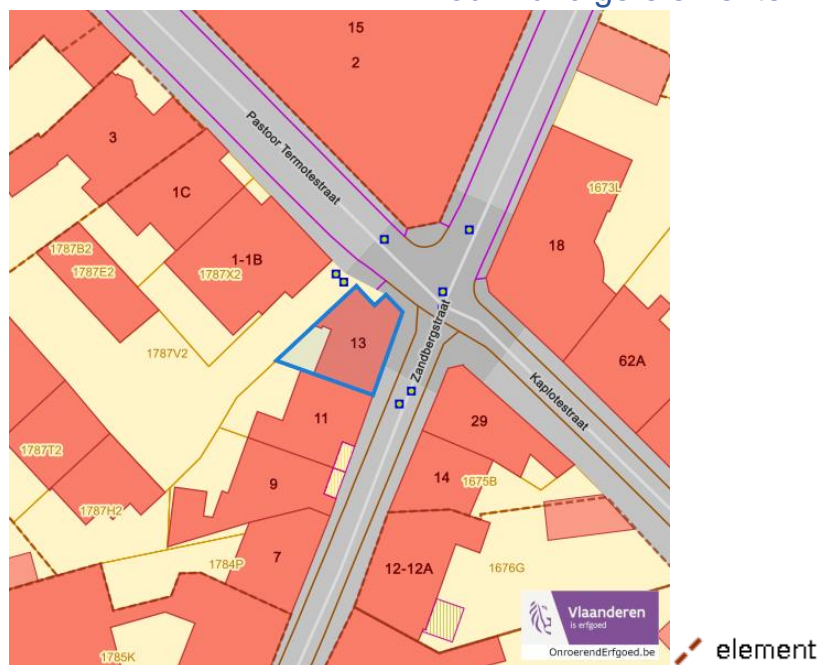 15
2
Pastoor Termotestraat
3
1C
1673L
1787B2
1787E2
1-1B
1787X2
18
13
Zandbergstraat
1787V2
62A
Kaplotestraat
11
29
1787T2
14
1675B
9
1787H2
7
1784P
12-12A
1676G
Vlaanderen
is erfgoed
OnroerendErfgoed.be
element
1785K